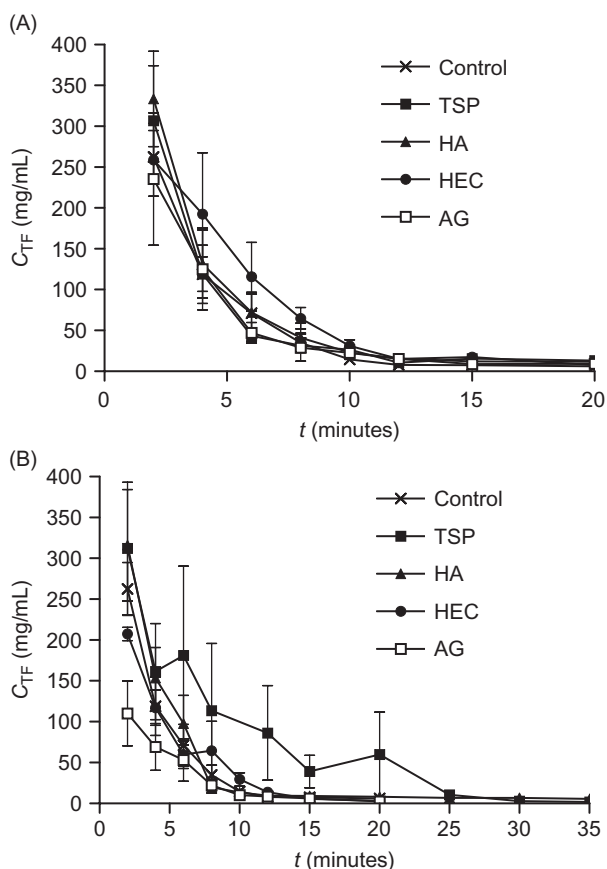 (A)
400
350
300
250
200
150
100
50
0
C_TF (mg/mL)
Control
TSP
HA
HEC
AG
0 5 10 15 20
t (minutes)
(B)
400
350
300
250
200
150
100
50
0
C_TF (mg/mL)
Control
TSP
HA
HEC
AG
0 5 10 15 20 25 30 35
t (minutes)